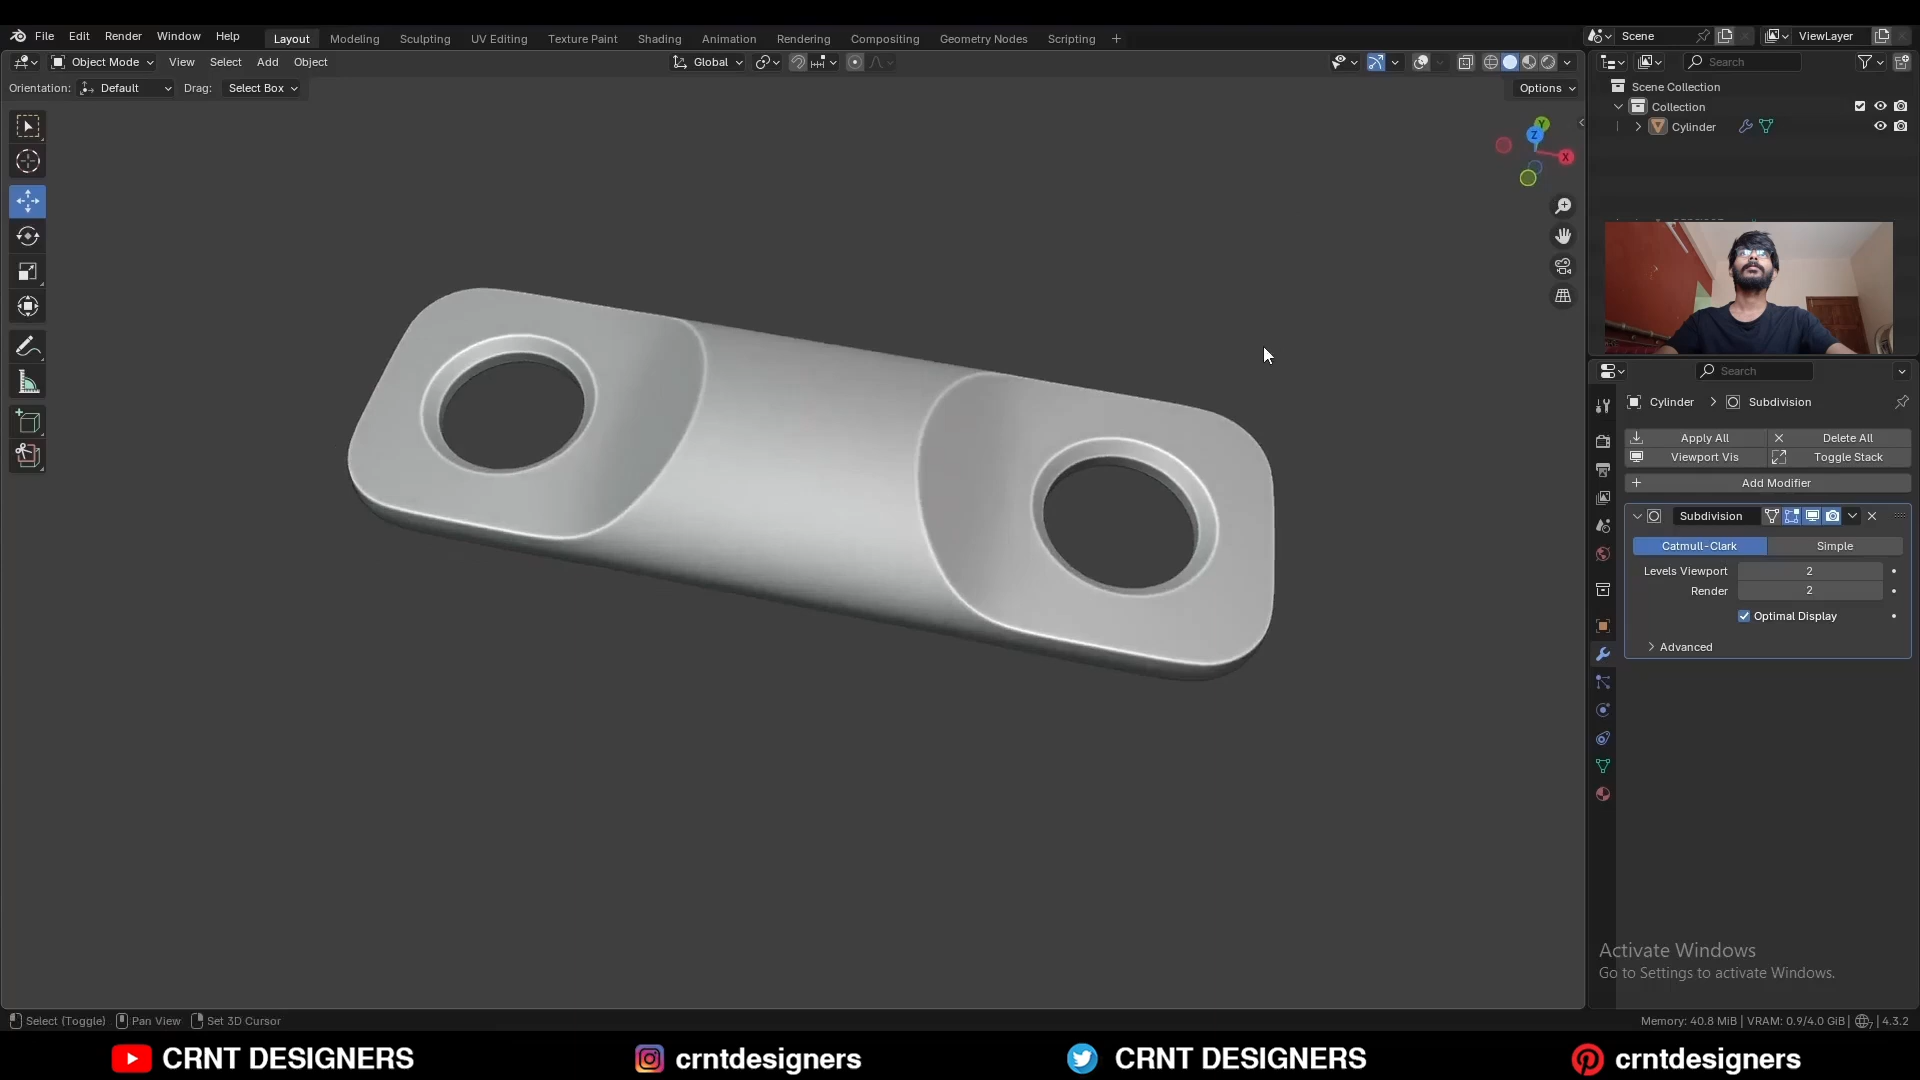 File Edit Render Window Help Layout Modeling Sculpting UV Editing Texture Paint Shading Animation Rendering Compositing Geometry Nodes Scripting + Scene ViewLayer
Object Mode View Select Add Object Global Search
Orientation: Default Drag: Select Box Options
Scene Collection
Collection
Cylinder
Y
Z
X
Search
Cylinder > Subdivision
Apply All Delete All
Viewport Vis Toggle Stack
Add Modifier
Subdivision
Catmull-Clark Simple
Levels Viewport 2
Render 2
Optimal Display
Advanced
Activate Windows
Go to Settings to activate Windows.
Select (Toggle) Pan View Set 3D Cursor Memory: 40.8 MiB | VRAM: 0.9/4.0 GiB | 7 | 4.3.2
CRNT DESIGNERS crntdesigners CRNT DESIGNERS crntdesigners